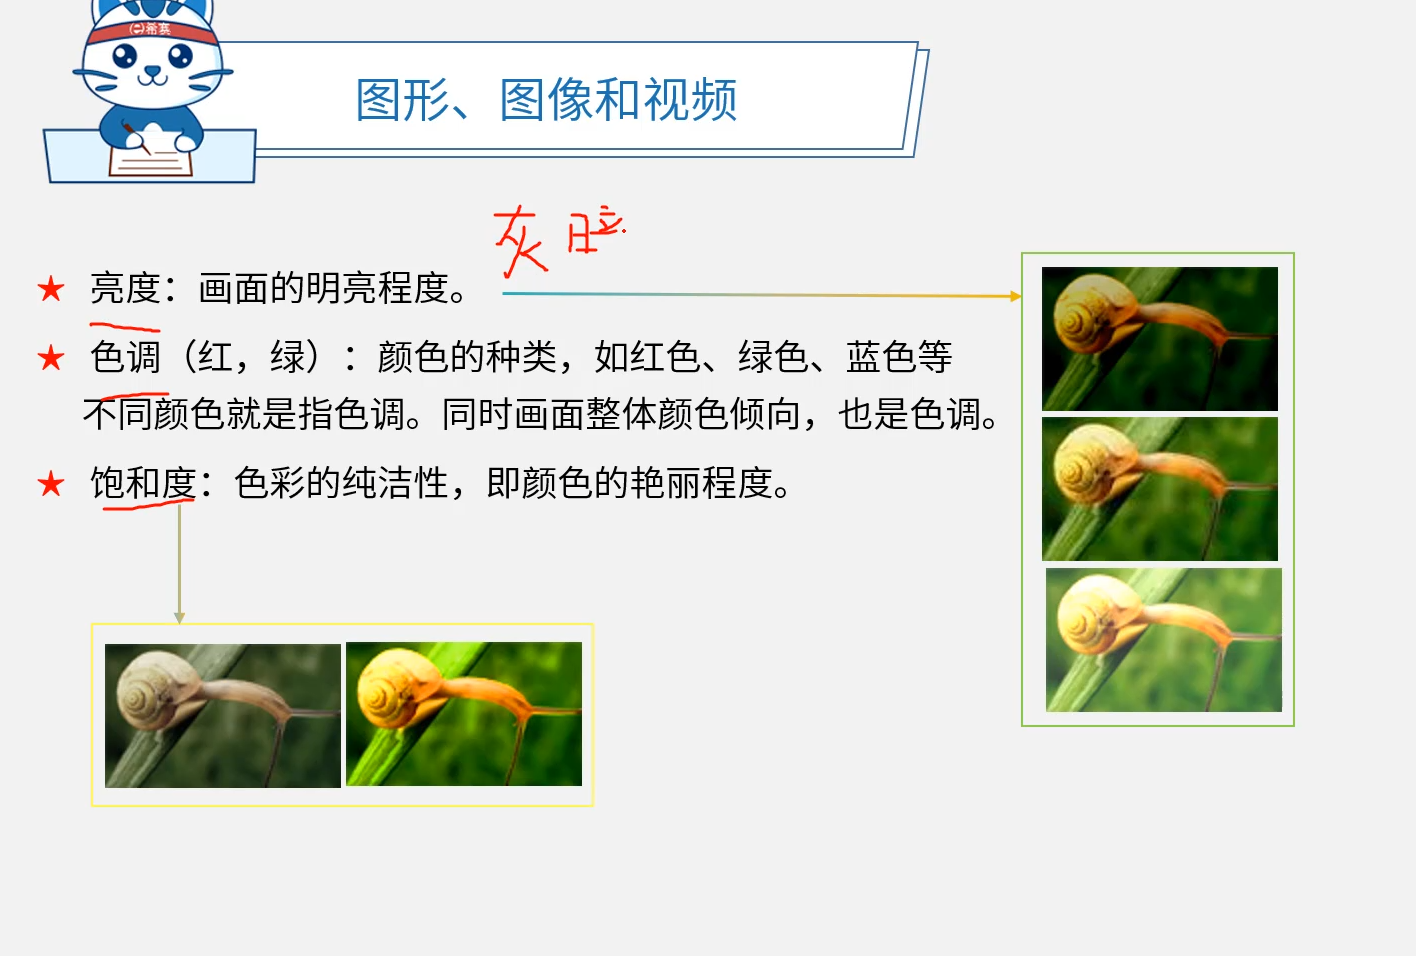 图形、图像和视频
亮度：画面的明亮程度。
色调（红，绿）：颜色的种类，如红色、绿色、蓝色等
不同颜色就是指色调。同时画面整体颜色倾向，也是色调。
饱和度：色彩的纯洁性，即颜色的艳丽程度。